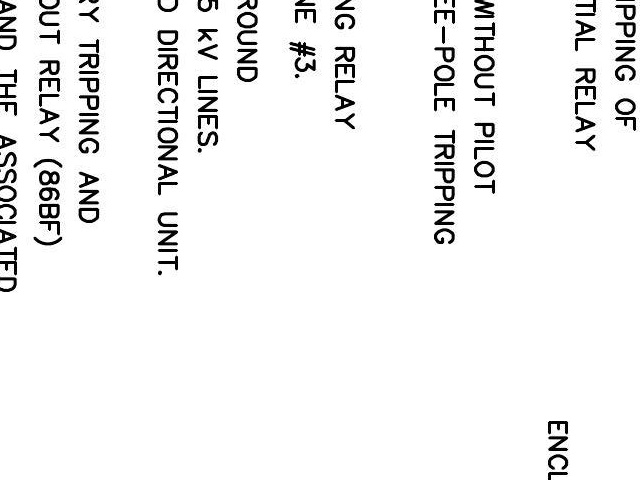 IPPING OF
TIAL RELAY
ENCL
WITHOUT PILOT
EE-POLE TRIPPING
NG RELAY
NE #3.
ROUND
5 kV LINES.
D DIRECTIONAL UNIT.
RY TRIPPING AND
OUT RELAY (86BF)
AND THE ASSOCIATED